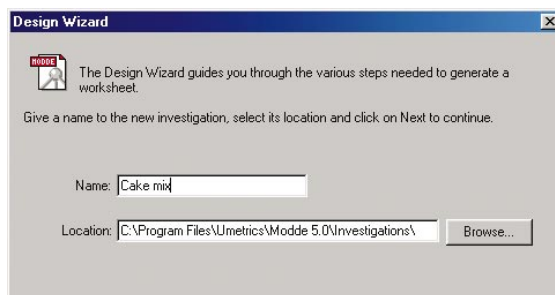 Design Wizard
MODDE
The Design Wizard guides you through the various steps needed to generate a
worksheet.
Give a name to the new investigation, select its location and click on Next to continue.
Name: Cake mix
Location: C:\Program Files\Umetrics\Modde 5.0\Investigations\ Browse...